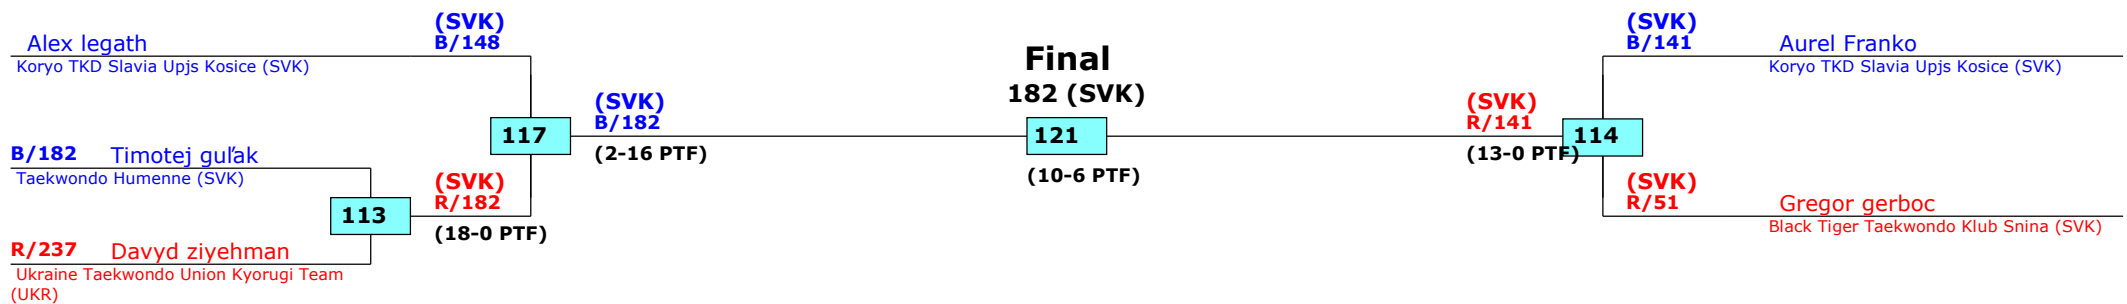 Alex legath
Koryo TKD Slavia Upjs Kosice (SVK)
(SVK)
B/148
B/182 Timotej guľak
Taekwondo Humenne (SVK)
R/237 Davyd ziyehman
Ukraine Taekwondo Union Kyorugi Team
(UKR)
113
(SVK)
R/182
(18-0 PTF)
117
(SVK)
B/182
(2-16 PTF)
Final
182 (SVK)
121
(10-6 PTF)
(SVK)
R/141
(13-0 PTF)
114
(SVK)
B/141
Aurel Franko
Koryo TKD Slavia Upjs Kosice (SVK)
(SVK)
R/51
Gregor gerboc
Black Tiger Taekwondo Klub Snina (SVK)